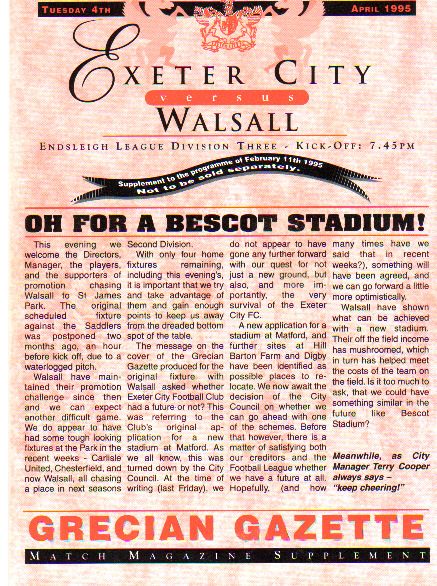 TUESDAY 4TH
APRIL 1995
EXETER CITY
versus
WALSALL
ENDSLEIGH LEAGUE DIVISION THREE - KICK-OFF: 7.45PM
Supplement to the programme of February 11th 1995
Not to be sold separately.
OH FOR A BESCOT STADIUM!
This evening we
welcome the Directors,
Manager, the players,
and the supporters of
promotion chasing
Walsall to St James
Park. The original
scheduled fixture
against the Saddlers
was postponed two
months ago, an hour
before kick off, due to a
waterlogged pitch.
Walsall have main-
tained their promotion
challenge since then
and we can expect
another difficult game.
We do appear to have
had some tough looking
fixtures at the Park in the
recent weeks - Carlisle
United, Chesterfield, and
now Walsall, all chasing
a place in next seasons
Second Division.
With only four home
fixtures remaining,
including this evening's,
it is important that we try
and take advantage of
them and gain enough
points to keep us away
from the dreaded bottom
spot of the table.
The message on the
cover of the Grecian
Gazette produced for the
original fixture with
Walsall asked whether
Exeter City Football Club
had a future or not? This
was referring to the
Club's original ap-
plication for a new
stadium at Matford. As
we all know, this was
turned down by the City
Council. At the time of
writing (last Friday), we
do not appear to have
gone any further forward
with our quest for not
just a new ground, but
also, and more im-
portantly, the very
survival of the Exeter
City FC.
A new application for a
stadium at Matford, and
further sites at Hill
Barton Farm and Digby
have been identified as
possible places to re-
locate. We now await the
decision of the City
Council on whether we
can go ahead with one
of the schemes. Before
that however, there is a
matter of satisfying both
our creditors and the
Football League whether
we have a future at all.
Hopefully, (and how
many times have we
said that in recent
weeks?), something will
have been agreed, and
we can go forward a little
more optimistically.
Walsall have shown
what can be achieved
with a new stadium.
Their off the field income
has mushroomed, which
in turn has helped meet
the costs of the team on
the field. Is it too much to
ask, that we could have
something similar in the
future like Bescot
Stadium?
Meanwhile, as City
Manager Terry Cooper
always says -
"keep cheering!"
GRECIAN GAZETTE
MATCH MAGAZINE SUPPLEMENT